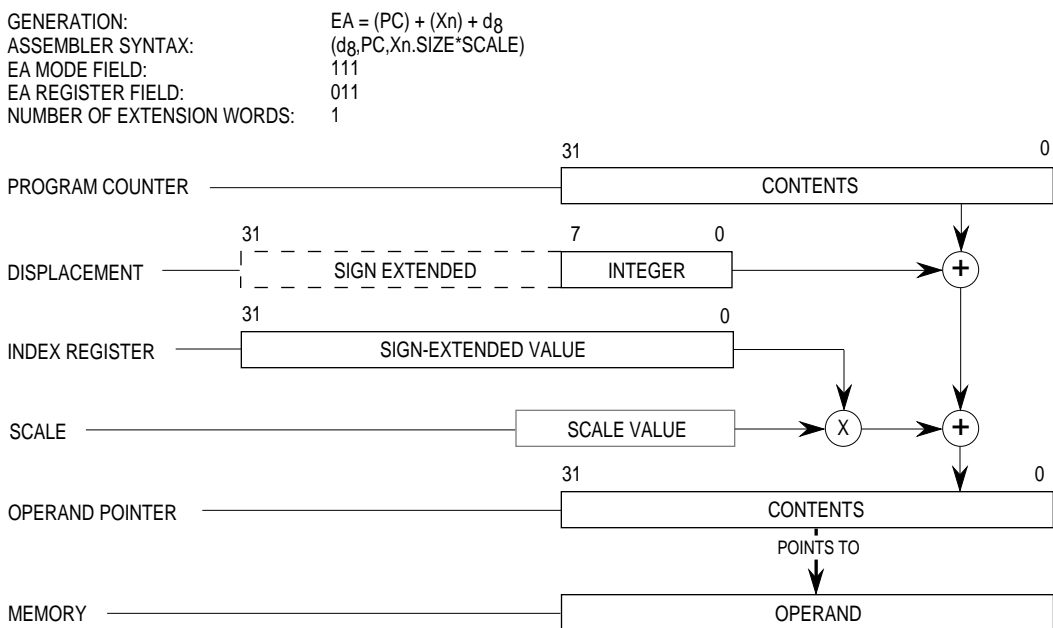 GENERATION: EA = (PC) + (Xn) + d8
ASSEMBLER SYNTAX: (d8,PC,Xn.SIZE*SCALE)
EA MODE FIELD: 111
EA REGISTER FIELD: 011
NUMBER OF EXTENSION WORDS: 1
31 0
PROGRAM COUNTER CONTENTS
31 7 0
DISPLACEMENT SIGN EXTENDED INTEGER +
31 0
INDEX REGISTER SIGN-EXTENDED VALUE
SCALE SCALE VALUE X +
31 0
OPERAND POINTER CONTENTS
POINTS TO
MEMORY OPERAND